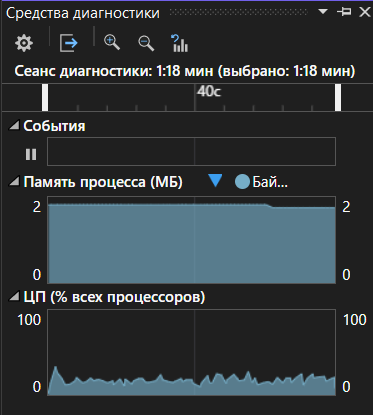 Средства диагностики
Сеанс диагностики: 1:18 мин (выбрано: 1:18 мин)
40с
События
Память процесса (МБ) Бай...
2 2
0 0
ЦП (% всех процессоров)
100 100
0 0